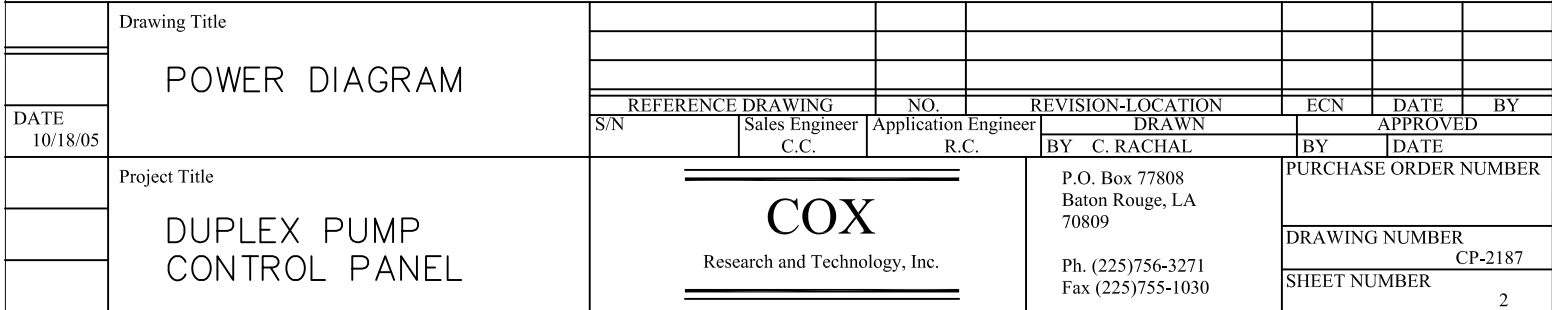 Drawing Title
POWER DIAGRAM
DATE
10/18/05
REFERENCE DRAWING NO. REVISION-LOCATION ECN DATE BY
S/N Sales Engineer Application Engineer DRAWN APPROVED
C.C. R.C. BY C. RACHAL BY DATE
Project Title
DUPLEX PUMP
CONTROL PANEL
COX
Research and Technology, Inc.
P.O. Box 77808
Baton Rouge, LA
70809
Ph. (225)756-3271
Fax (225)755-1030
PURCHASE ORDER NUMBER
DRAWING NUMBER
CP-2187
SHEET NUMBER
2